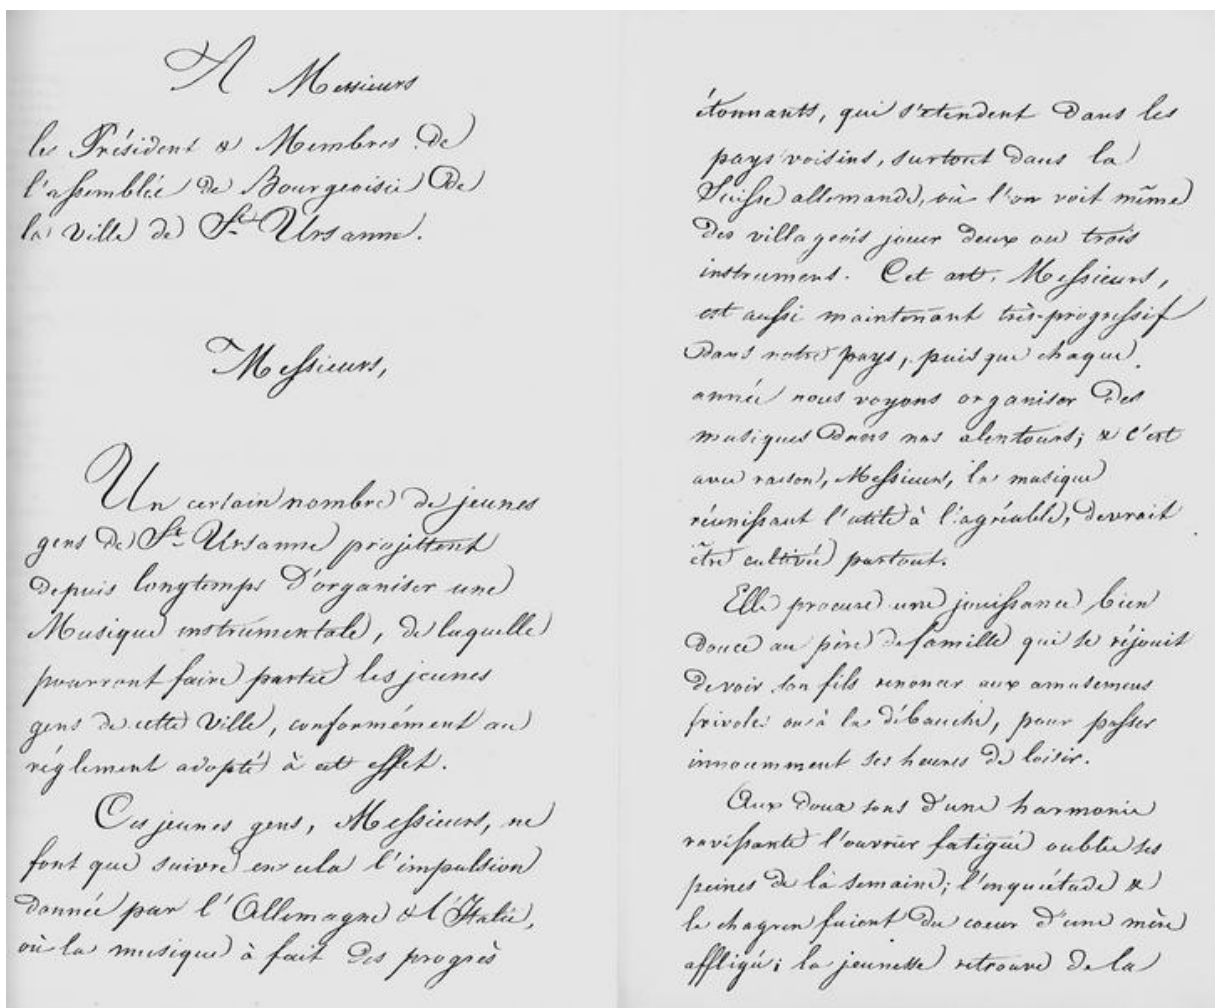 A Messieurs
les Président & Membres de
l'assemblée de Bourgeoisie de
la ville de St. Ursanne.
Messieurs,
Un certain nombre de jeunes
gens de St. Ursanne projettent
depuis longtemps d'organiser une
Musique instrumentale, de laquelle
pourront faire partie les jeunes
gens de cette ville, conformément au
réglement adopté à cet effet.
Ces jeunes gens, Messieurs, ne
font que suivre en cela l'impulsion
donnée par l'Allemagne & l'Italie,
où la musique à fait des progrès
étonnants, qui s'etendent dans les
pays voisins, surtout dans la
Suisse allemande, où l'on voit même
des villageois jouer deux ou trois
instrument. Cet art, Messieurs,
est aussi maintenant très-progressif
dans notre pays, puisque chaque
année nous voyons organiser des
musiques dans nos alentours; & c'est
avec raison, Messieurs, la musique
réunissant l'utile à l'agréable, devrait
être cultivée partout.
Elle procure une jouissance bien
douce au père de famille qui se réjouit
de voir son fils renoncer aux amusemens
frivoles ou à la débauche, pour passer
innocemment ses heures de loisir.
Aux doux sons d'une harmonie
ravissante l'ouvrier fatigué oublie ses
peines de la semaine; l'inquiétude &
le chagrin fuient du coeur d'une mère
affligée; la jeunesse retrouve de la